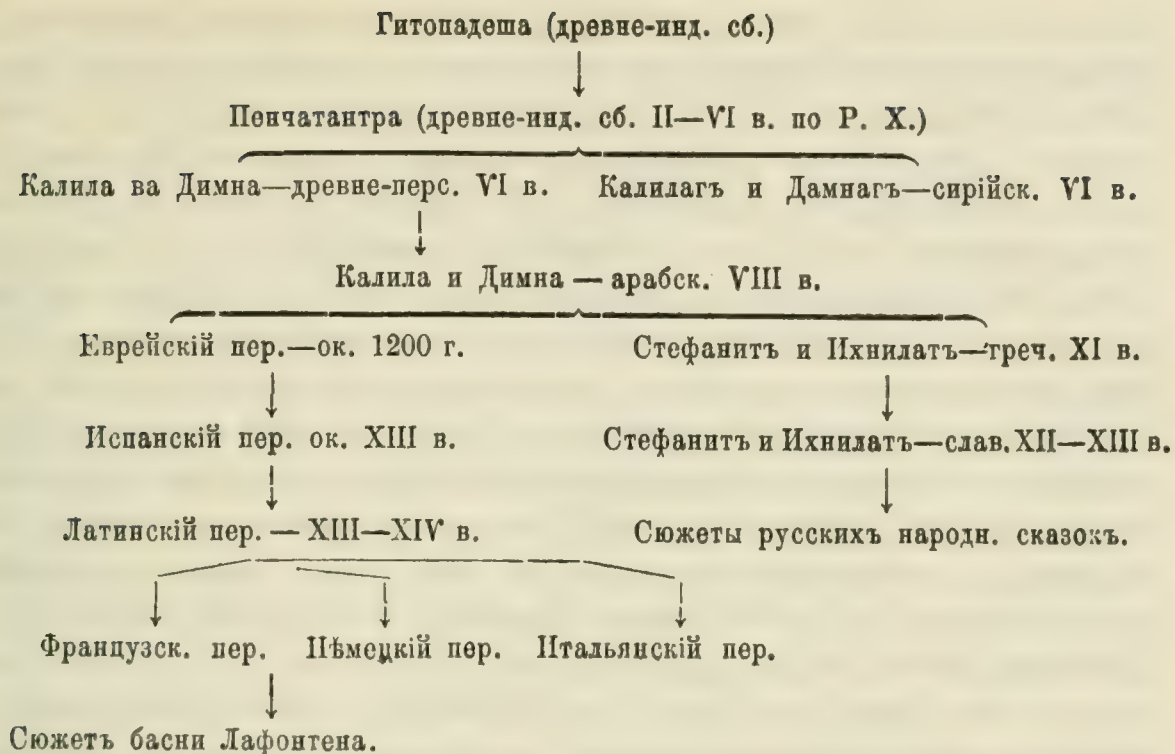 Гитопадеша (древне-инд. сб.)
Пенчатантра (древне-инд. сб. II—VI в. по Р. X.)
Калила ва Димна—древне-перс. VI в. Калилагъ и Дамнагъ—сирійск. VI в.
Калила и Димна — арабск. VIII в.
Еврейскій пер.—ок. 1200 г. Стефанитъ и Ихнилатъ—греч. XI в.
Испанскій пер. ок. XIII в. Стефанитъ и Ихнилатъ—слав. XII—XIII в.
Латинскій пер. — XIII—XIV в. Сюжеты русскихъ народн. сказокъ.
Французск. пер. Нѣмецкій пер. Итальянскій пер.
Сюжетъ басни Лафонтена.